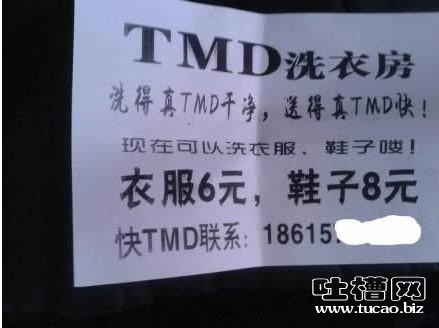 TMD洗衣房
洗得真TMD干净，送得真TMD快！
现在可以洗衣服、鞋子喽！
衣服6元，鞋子8元
快TMD联系：18615
吐槽网
www.tucao.biz